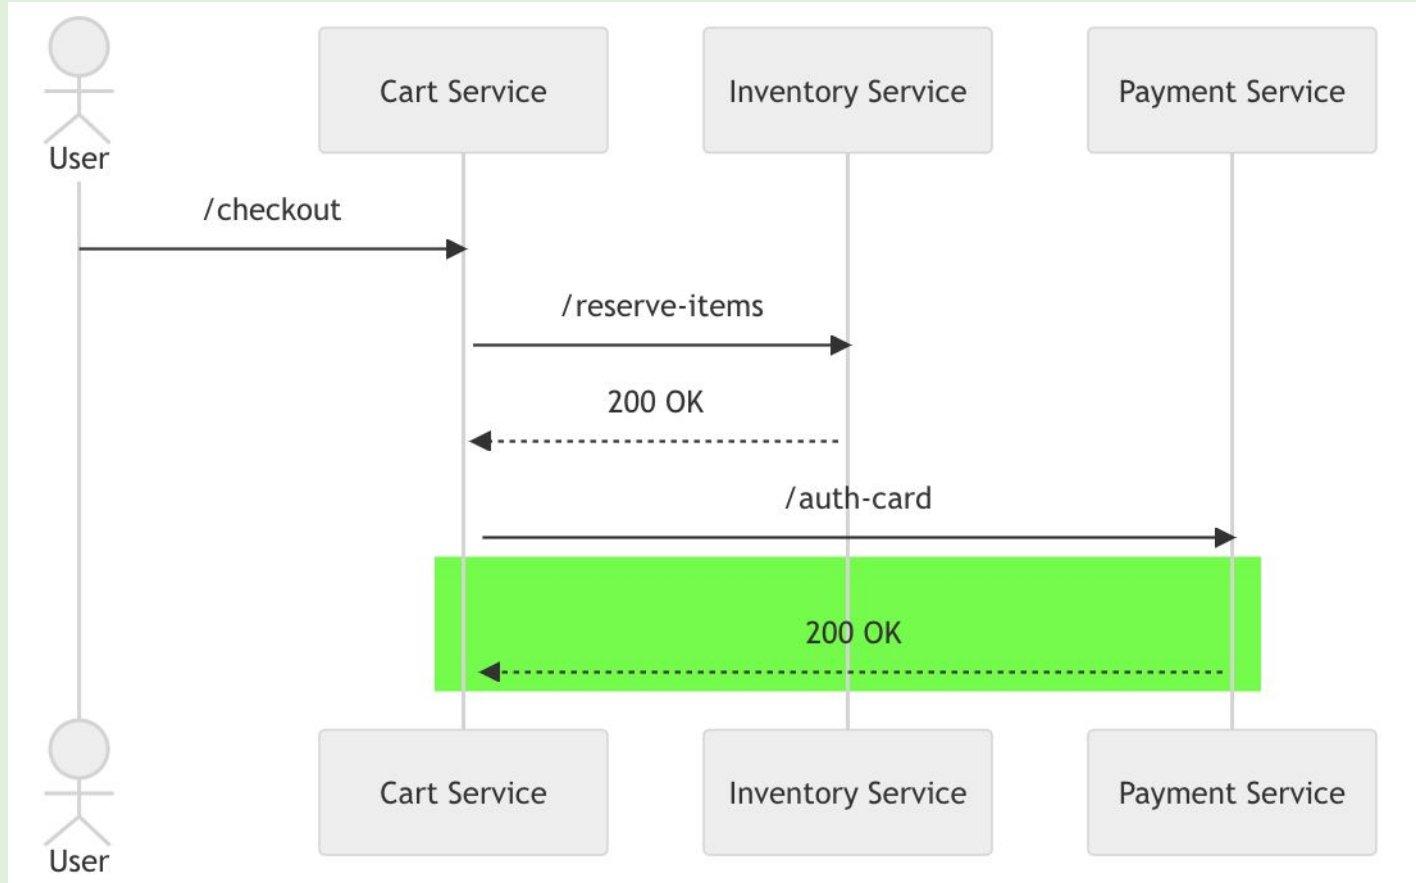 User
Cart Service
Inventory Service
Payment Service
/checkout
/reserve-items
200 OK
/auth-card
200 OK
User
Cart Service
Inventory Service
Payment Service